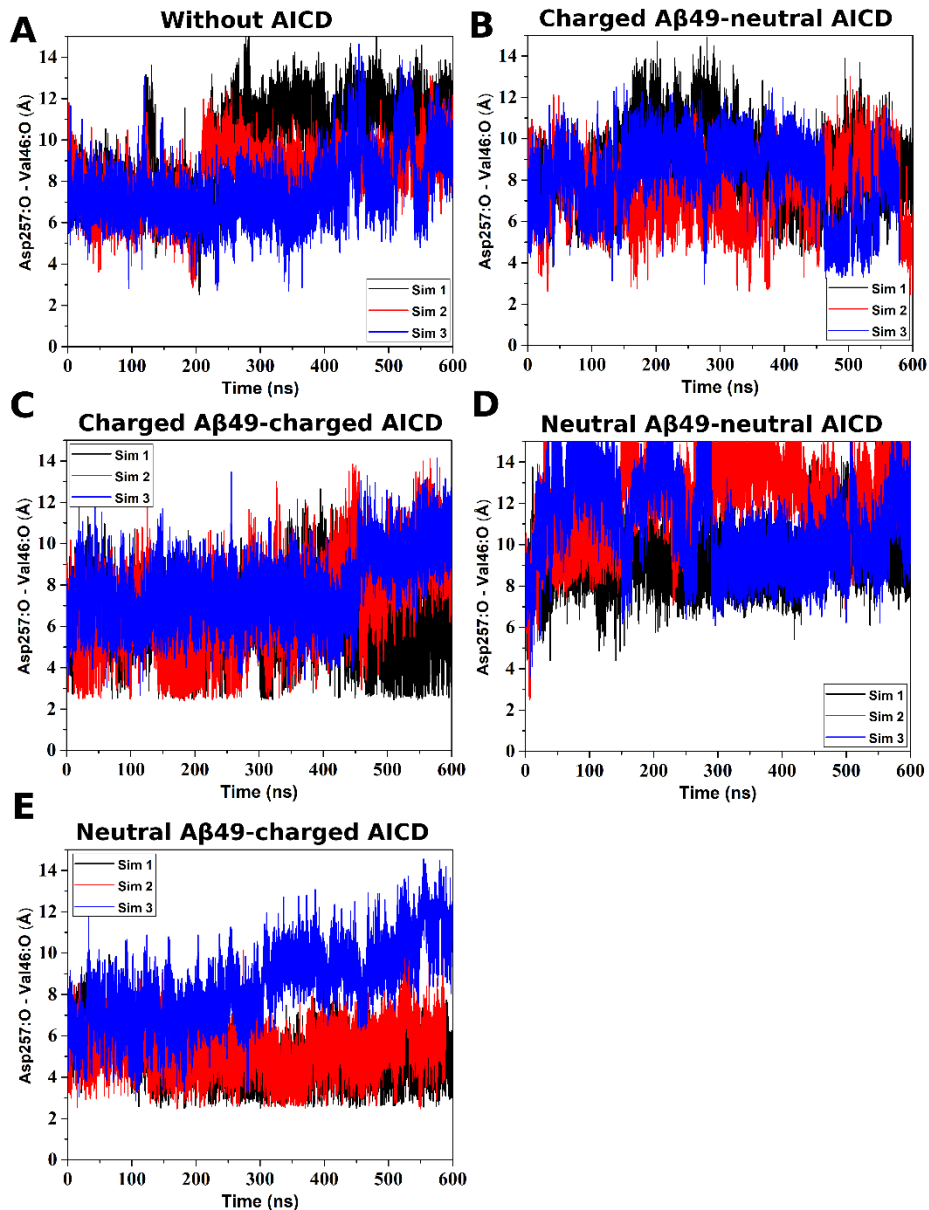 A
Without AICD
Asp257:O - Val46:O (Å)
14
12
10
8
6
4
2
0
Sim 1
Sim 2
Sim 3
0 100 200 300 400 500 600
Time (ns)
B
Charged Aβ49-neutral AICD
Asp257:O - Val46:O (Å)
14
12
10
8
6
4
2
0
Sim 1
Sim 2
Sim 3
0 100 200 300 400 500 600
Time (ns)
C
Charged Aβ49-charged AICD
Asp257:O - Val46:O (Å)
14
12
10
8
6
4
2
0
Sim 1
Sim 2
Sim 3
0 100 200 300 400 500 600
Time (ns)
D
Neutral Aβ49-neutral AICD
Asp257:O - Val46:O (Å)
14
12
10
8
6
4
2
0
Sim 1
Sim 2
Sim 3
0 100 200 300 400 500 600
Time (ns)
E
Neutral Aβ49-charged AICD
Asp257:O - Val46:O (Å)
14
12
10
8
6
4
2
0
Sim 1
Sim 2
Sim 3
0 100 200 300 400 500 600
Time (ns)